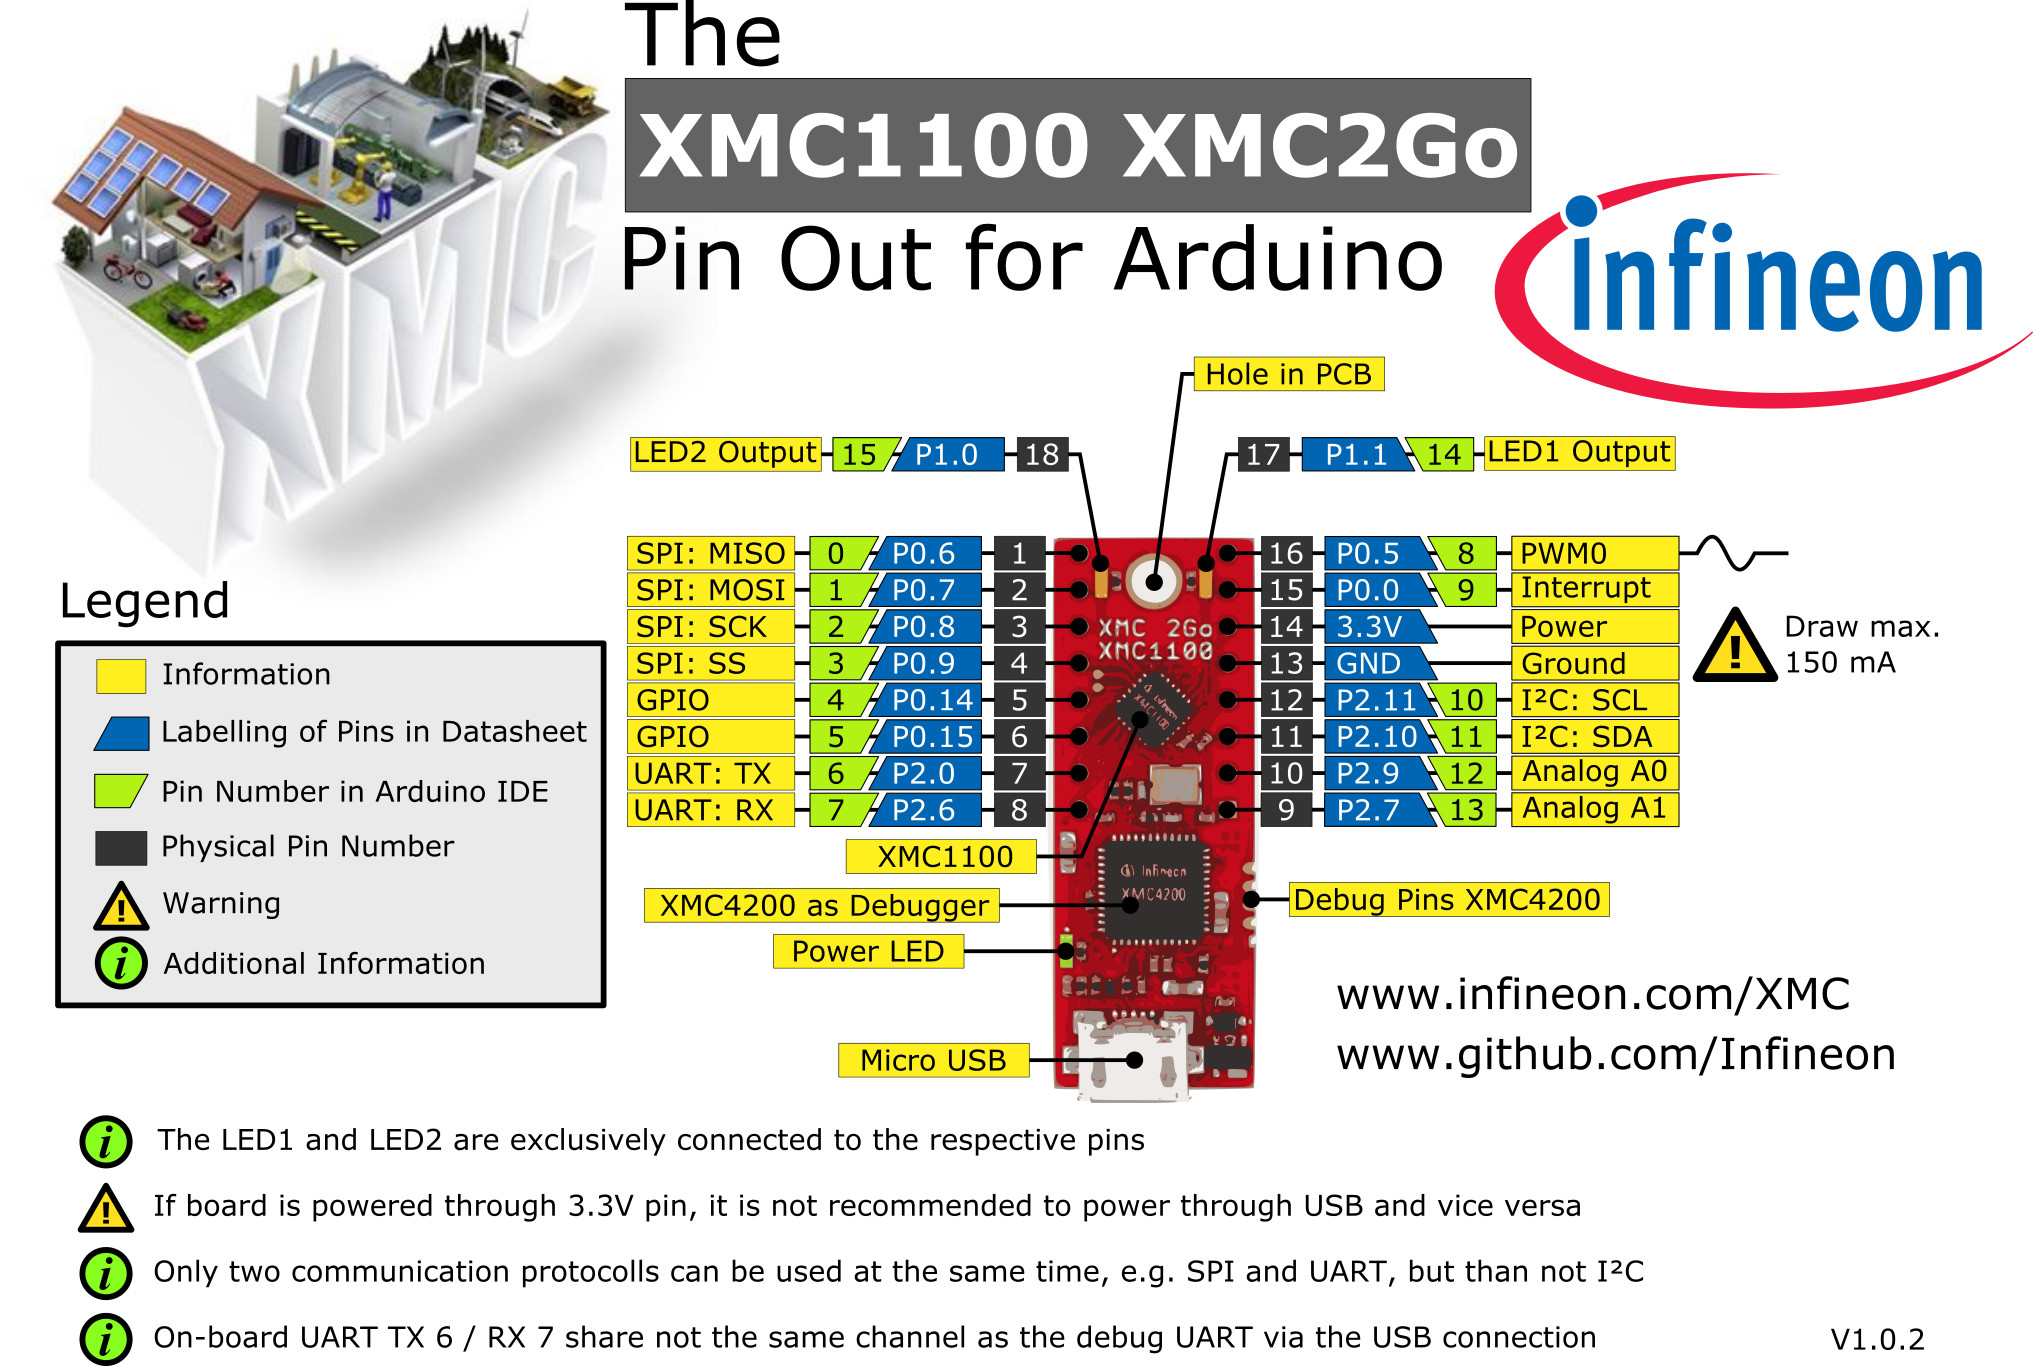 The
XMC1100 XMC2Go
Pin Out for Arduino
infineon
Hole in PCB
LED2 Output 15 P1.0 18 17 P1.1 14 LED1 Output
SPI: MISO 0 P0.6 1 16 P0.5 8 PWM0
SPI: MOSI 1 P0.7 2 15 P0.0 9 Interrupt
SPI: SCK 2 P0.8 3 14 3.3V Power
SPI: SS 3 P0.9 4 13 GND Ground
GPIO 4 P0.14 5 12 P2.11 10 I²C: SCL
GPIO 5 P0.15 6 11 P2.10 11 I²C: SDA
UART: TX 6 P2.0 7 10 P2.9 12 Analog A0
UART: RX 7 P2.6 8 9 P2.7 13 Analog A1
Draw max.
150 mA
XMC 2Go
XMC1100
Infineon
XMC1100
XMC1100
Infineon
XMC4200
XMC4200 as Debugger
Debug Pins XMC4200
Power LED
Micro USB
Legend
Information
Labelling of Pins in Datasheet
Pin Number in Arduino IDE
Physical Pin Number
Warning
Additional Information
www.infineon.com/XMC
www.github.com/Infineon
The LED1 and LED2 are exclusively connected to the respective pins
If board is powered through 3.3V pin, it is not recommended to power through USB and vice versa
Only two communication protocolls can be used at the same time, e.g. SPI and UART, but than not I²C
On-board UART TX 6 / RX 7 share not the same channel as the debug UART via the USB connection
V1.0.2
XMC